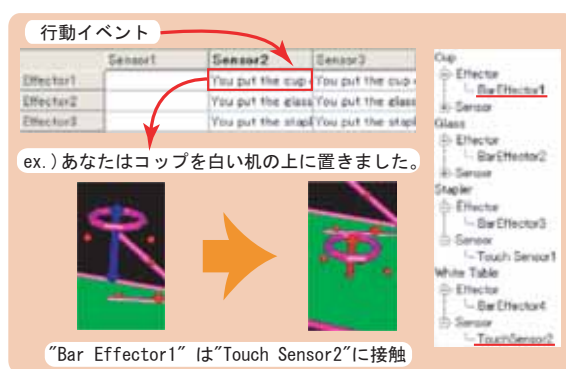 行動イベント
Sensor1 Sensor2 Sensor3
Effector1 You put the cup You put the cup
Effector2 You put the glass You put the glass
Effector3 You put the stapl You put the stapl
ex.)あなたはコップを白い机の上に置きました。
"Bar Effector1" は"Touch Sensor2"に接触
Cup
Effector
BarEffector1
Sensor
Glass
Effector
BarEffector2
Sensor
Stapler
Effector
BarEffector3
Sensor
Touch Sensor1
White Table
Effector
BarEffector4
Sensor
TouchSensor2